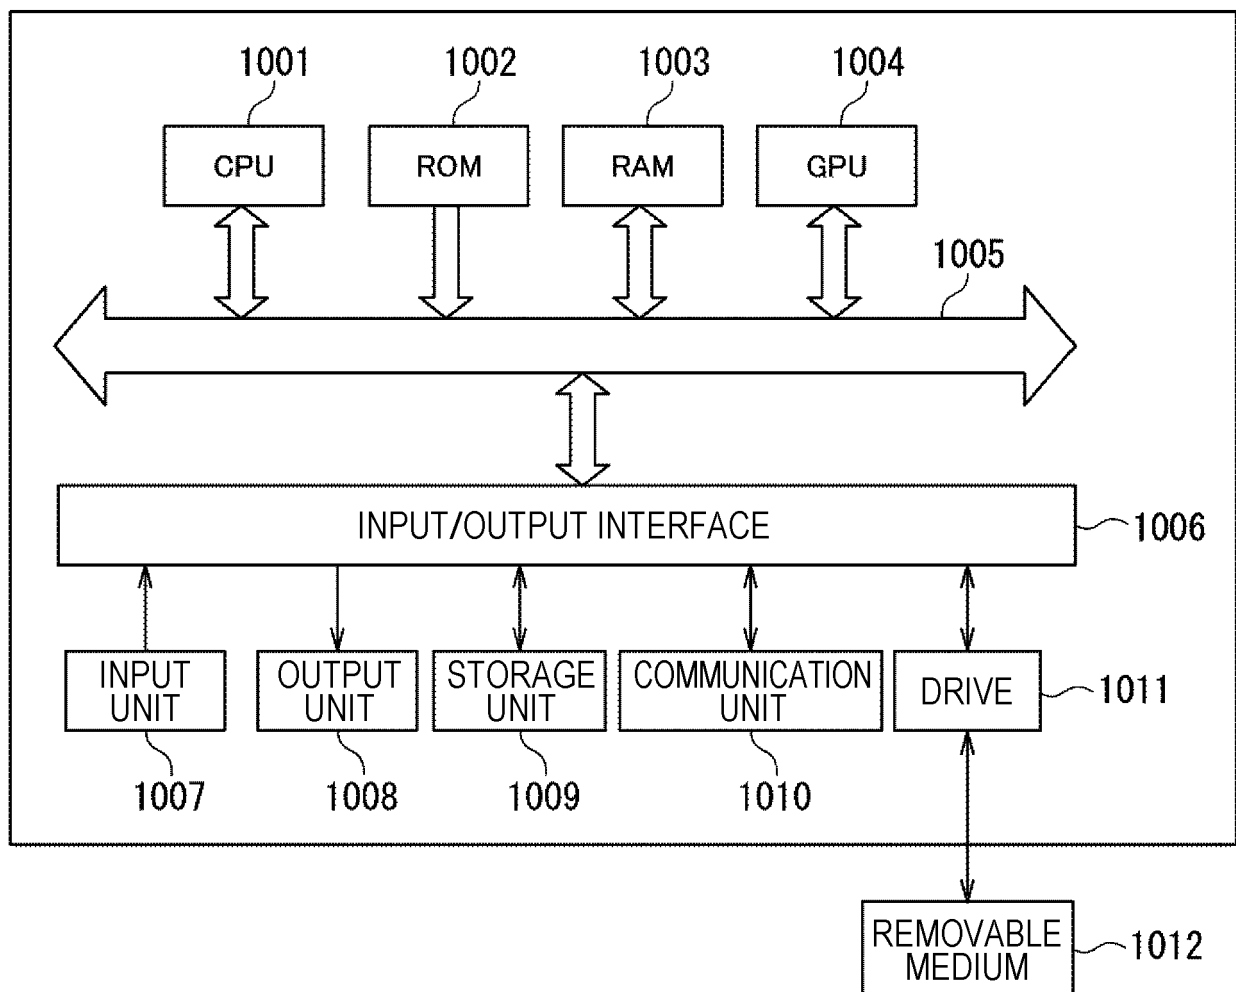 1001
1002
1003
1004
CPU
ROM
RAM
GPU
1005
INPUT/OUTPUT INTERFACE
1006
INPUT
UNIT
OUTPUT
UNIT
STORAGE
UNIT
COMMUNICATION
UNIT
DRIVE
1011
1007
1008
1009
1010
REMOVABLE
MEDIUM
1012